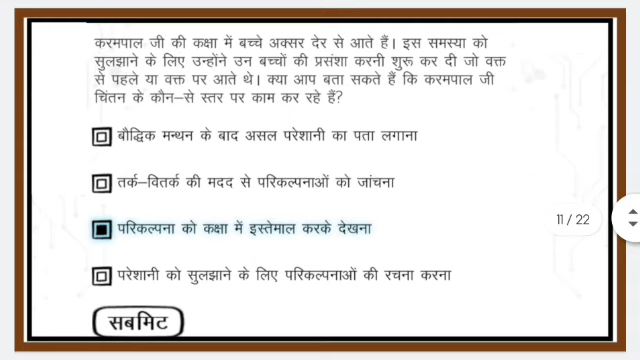 करमपाल जी की कक्षा में बच्चे अक्सर देर से आते हैं। इस समस्या को
सुलझाने के लिए उन्होंने उन बच्चों की प्रसंशा करनी शुरू कर दी जो वक्त
से पहले या वक्त पर आते थे। क्या आप बता सकते हैं कि करमपाल जी
चिंतन के कौन–से स्तर पर काम कर रहे हैं?
बौद्धिक मन्थन के बाद असल परेशानी का पता लगाना
तर्क–वितर्क की मदद से परिकल्पनाओं को जांचना
परिकल्पना को कक्षा में इस्तेमाल करके देखना
11 / 22
परेशानी को सुलझाने के लिए परिकल्पनाओं की रचना करना
सबमिट